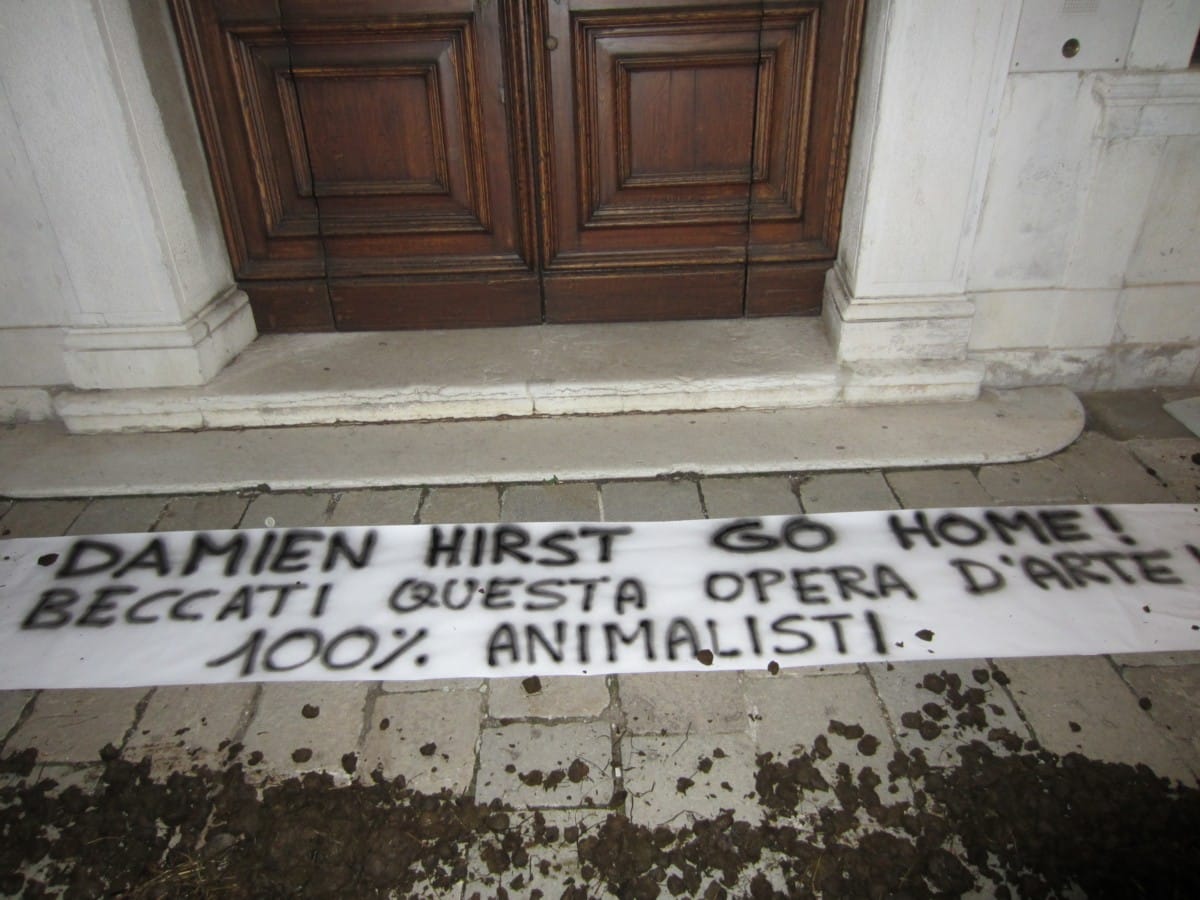 DAMIEN HIRST GO HOME!
BECCATI QUESTA OPERA D'ARTE!
100% ANIMALISTI